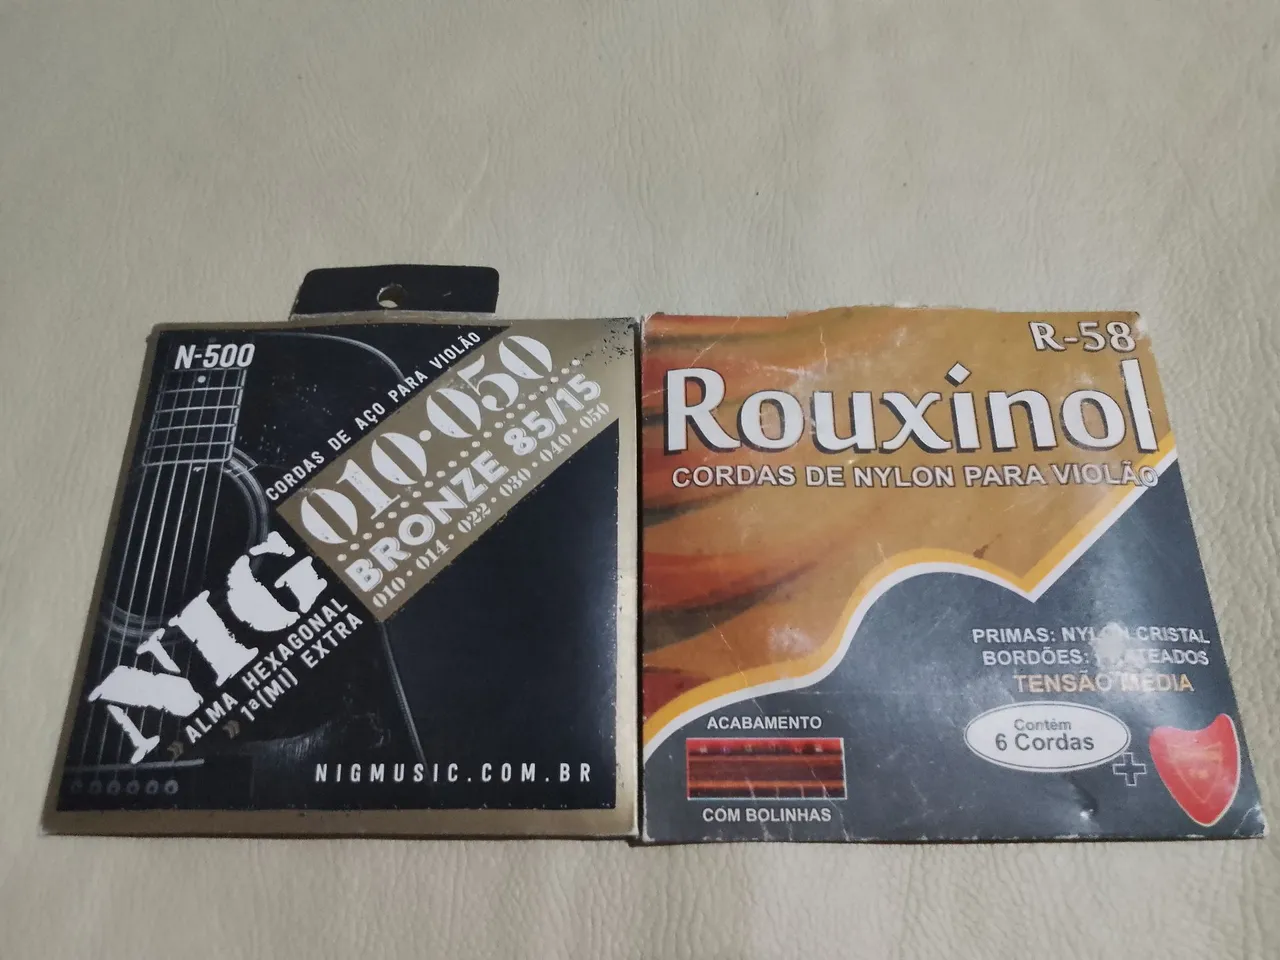 N-500
CORDAS DE AÇO PARA VIOLÃO
010•050
BRONZE 85/15
010 • 014 • 022 • 030 • 040 • 050
NIG
» ALMA HEXAGONAL
» 1ª(MI) EXTRA
NIGMUSIC.COM.BR
R-58
Rouxinol
CORDAS DE NYLON PARA VIOLÃO
PRIMAS: NYLON CRISTAL
BORDÕES:
TENSÃO MEDIA
ACABAMENTO
COM BOLINHAS
Contém
6 Cordas
+